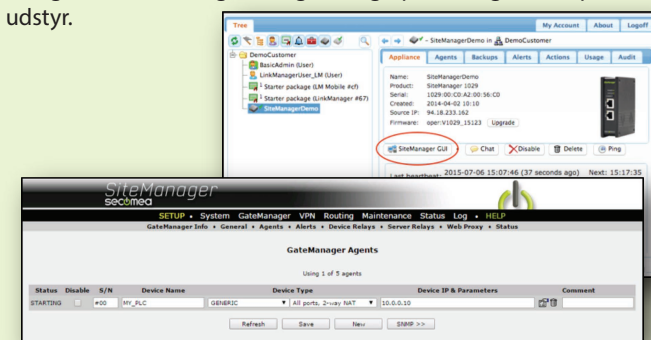 udstyr.
Tree
My Account About Logoff
DemoCustomer
BasicAdmin (User)
LinkManagerUser_LM (User)
1 Starter package (LM Mobile #cf)
1 Starter package (LinkManager #67)
SiteManagerDemo
- SiteManagerDemo in DemoCustomer
Appliance Agents Backups Alerts Actions Usage Audit
Name: SiteManagerDemo
Product: SiteManager 1029
Serial: 1029:00:C0:A2:00:56:C0
Created: 2014-04-02 10:10
Source IP: 94.18.233.162
Firmware: oper:V1029_15123 Upgrade
SiteManager GUI Chat Disable Delete Ping
Last heartbeat: 2015-07-06 15:07:46 (37 seconds ago) Next: 15:17:35
SiteManager
secomea
SETUP • System GateManager VPN Routing Maintenance Status Log • HELP
GateManager Info • General • Agents • Alerts • Device Relays • Server Relays • Web Proxy • Status
GateManager Agents
Using 1 of 5 agents
Status Disable S/N Device Name Device Type Device IP & Parameters Comment
STARTING #00 MY_PLC GENERIC All ports, 2-way NAT 10.0.0.10
Refresh Save New SNMP >>